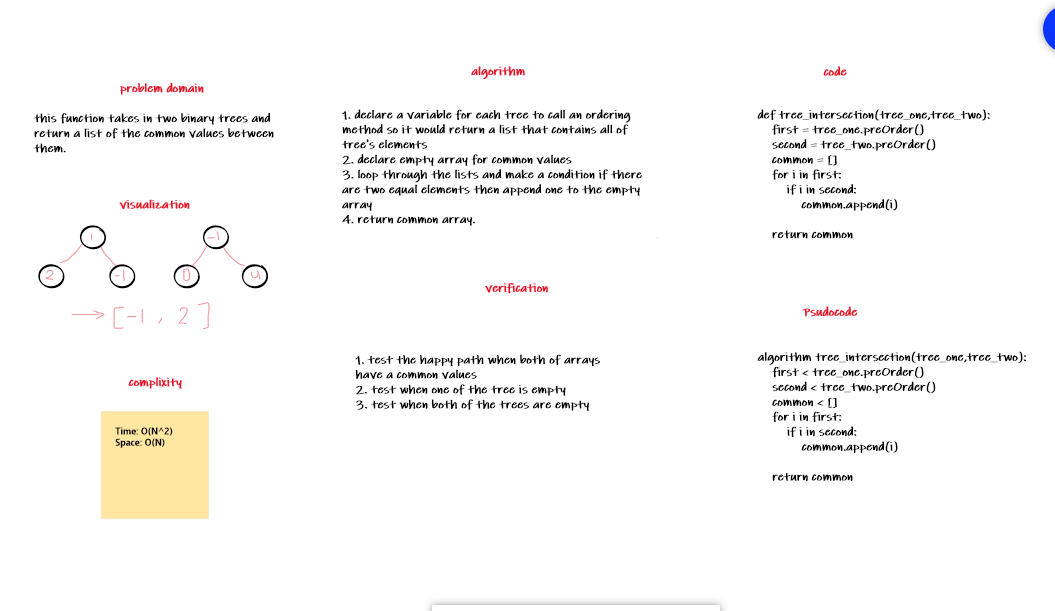 problem domain
this function takes in two binary trees and
return a list of the common values between
them.
visualization
1
-1
2
-1
0
4
→ [-1 , 2 ]
complixity
Time: O(N^2)
Space: O(N)
algorithm
1. declare a variable for each tree to call an ordering
method so it would return a list that contains all of
tree's elements
2. declare empty array for common values
3. loop through the lists and make a condition if there
are two equal elements then append one to the empty
array
4. return common array.
verification
1. test the happy path when both of arrays
have a common values
2. test when one of the tree is empty
3. test when both of the trees are empty
code
def tree_intersection(tree_one,tree_two):
first = tree_one.preOrder()
second = tree_two.preOrder()
common = []
for i in first:
if i in second:
common.append(i)
return common
Psudocode
algorithm tree_intersection(tree_one,tree_two):
first < tree_one.preOrder()
second < tree_two.preOrder()
common < []
for i in first:
if i in second:
common.append(i)
return common